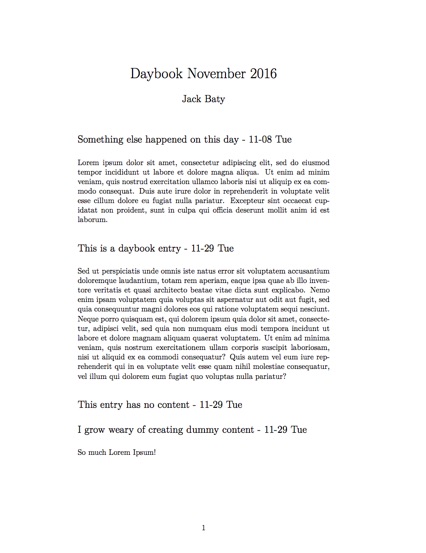 Daybook November 2016
Jack Baty
Something else happened on this day - 11-08 Tue
Lorem ipsum dolor sit amet, consectetur adipiscing elit, sed do eiusmod
tempor incididunt ut labore et dolore magna aliqua. Ut enim ad minim
veniam, quis nostrud exercitation ullamco laboris nisi ut aliquip ex ea com-
modo consequat. Duis aute irure dolor in reprehenderit in voluptate velit
esse cillum dolore eu fugiat nulla pariatur. Excepteur sint occaecat cup-
idatat non proident, sunt in culpa qui officia deserunt mollit anim id est
laborum.
This is a daybook entry - 11-29 Tue
Sed ut perspiciatis unde omnis iste natus error sit voluptatem accusantium
doloremque laudantium, totam rem aperiam, eaque ipsa quae ab illo inven-
tore veritatis et quasi architecto beatae vitae dicta sunt explicabo. Nemo
enim ipsam voluptatem quia voluptas sit aspernatur aut odit aut fugit, sed
quia consequuntur magni dolores eos qui ratione voluptatem sequi nesciunt.
Neque porro quisquam est, qui dolorem ipsum quia dolor sit amet, consecte-
tur, adipisci velit, sed quia non numquam eius modi tempora incidunt ut
labore et dolore magnam aliquam quaerat voluptatem. Ut enim ad minima
veniam, quis nostrum exercitationem ullam corporis suscipit laboriosam,
nisi ut aliquid ex ea commodi consequatur? Quis autem vel eum iure rep-
rehenderit qui in ea voluptate velit esse quam nihil molestiae consequatur,
vel illum qui dolorem eum fugiat quo voluptas nulla pariatur?
This entry has no content - 11-29 Tue
I grow weary of creating dummy content - 11-29 Tue
So much Lorem Ipsum!
1